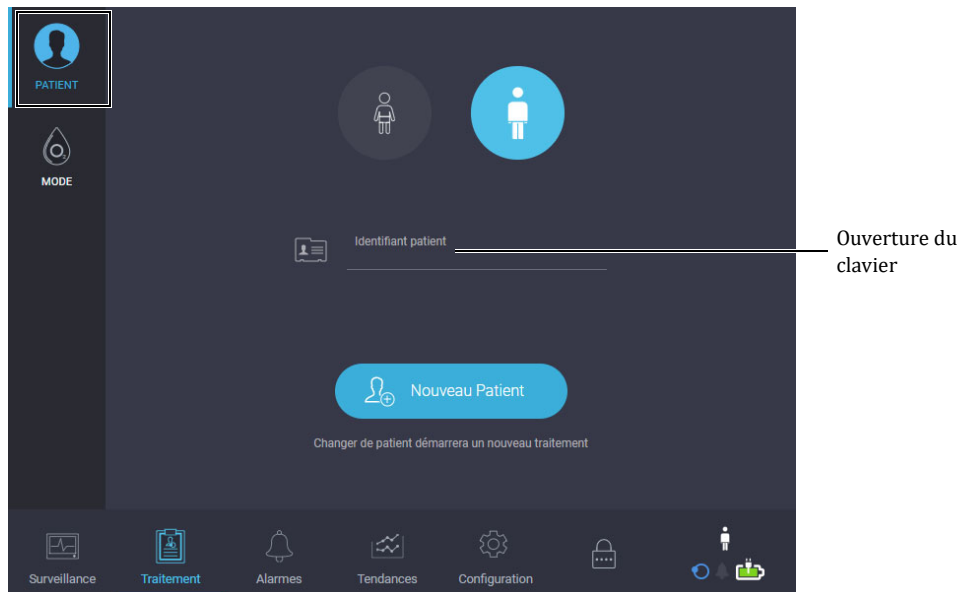 PATIENT
O2
MODE
Identifiant patient
Ouverture du
clavier
Nouveau Patient
Changer de patient démarrera un nouveau traitement
Surveillance
Traitement
Alarmes
Tendances
Configuration